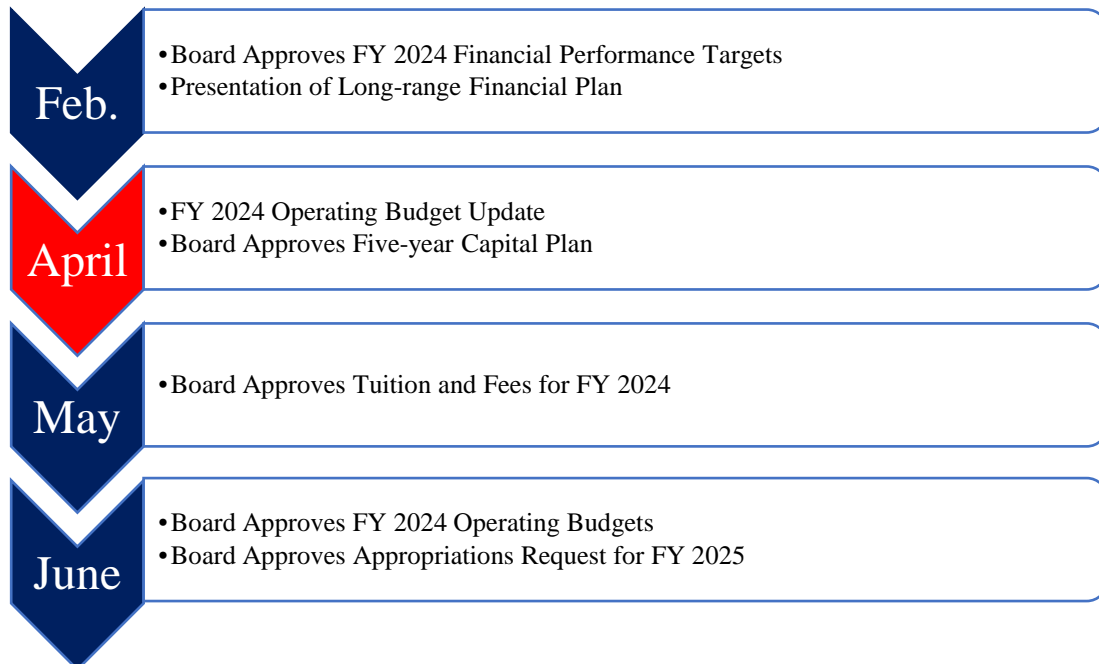 Feb.
•Board Approves FY 2024 Financial Performance Targets
•Presentation of Long-range Financial Plan
April
•FY 2024 Operating Budget Update
•Board Approves Five-year Capital Plan
May
•Board Approves Tuition and Fees for FY 2024
June
•Board Approves FY 2024 Operating Budgets
•Board Approves Appropriations Request for FY 2025